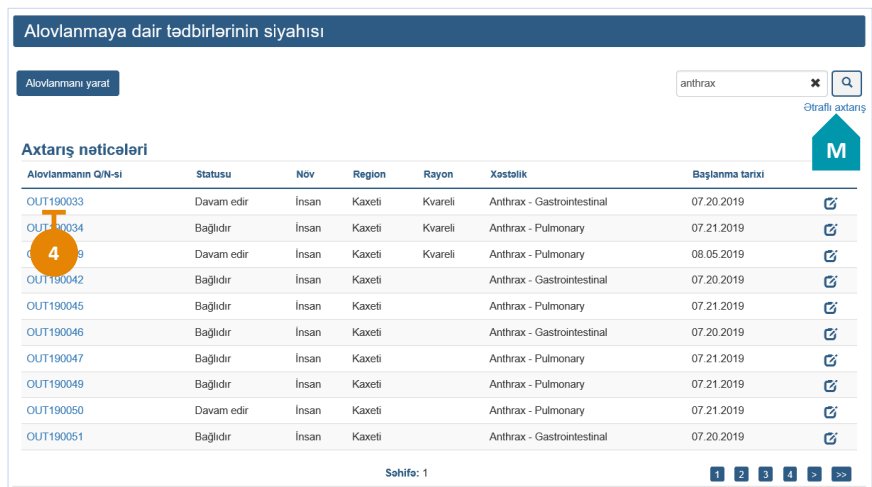 Alovlanmaya dair tədbirlərinin siyahısı
Alovlanmanı yarat
anthrax
Ətraflı axtarış
M
Axtarış nəticələri
Alovlanmanın Q/N-si Statusu Növ Region Rayon Xəstəlik Başlanma tarixi
OUT190033 Davam edir İnsan Kaxeti Kvareli Anthrax - Gastrointestinal 07.20.2019
OUT190034 Bağlıdır İnsan Kaxeti Kvareli Anthrax - Pulmonary 07.21.2019
4 9 Davam edir İnsan Kaxeti Kvareli Anthrax - Pulmonary 08.05.2019
OUT190042 Bağlıdır İnsan Kaxeti Anthrax - Gastrointestinal 07.20.2019
OUT190045 Bağlıdır İnsan Kaxeti Anthrax - Pulmonary 07.21.2019
OUT190046 Bağlıdır İnsan Kaxeti Anthrax - Gastrointestinal 07.20.2019
OUT190047 Bağlıdır İnsan Kaxeti Anthrax - Pulmonary 07.21.2019
OUT190049 Bağlıdır İnsan Kaxeti Anthrax - Pulmonary 07.21.2019
OUT190050 Davam edir İnsan Kaxeti Anthrax - Pulmonary 07.21.2019
OUT190051 Bağlıdır İnsan Kaxeti Anthrax - Gastrointestinal 07.20.2019
Səhifə: 1 1 2 3 4 > >>